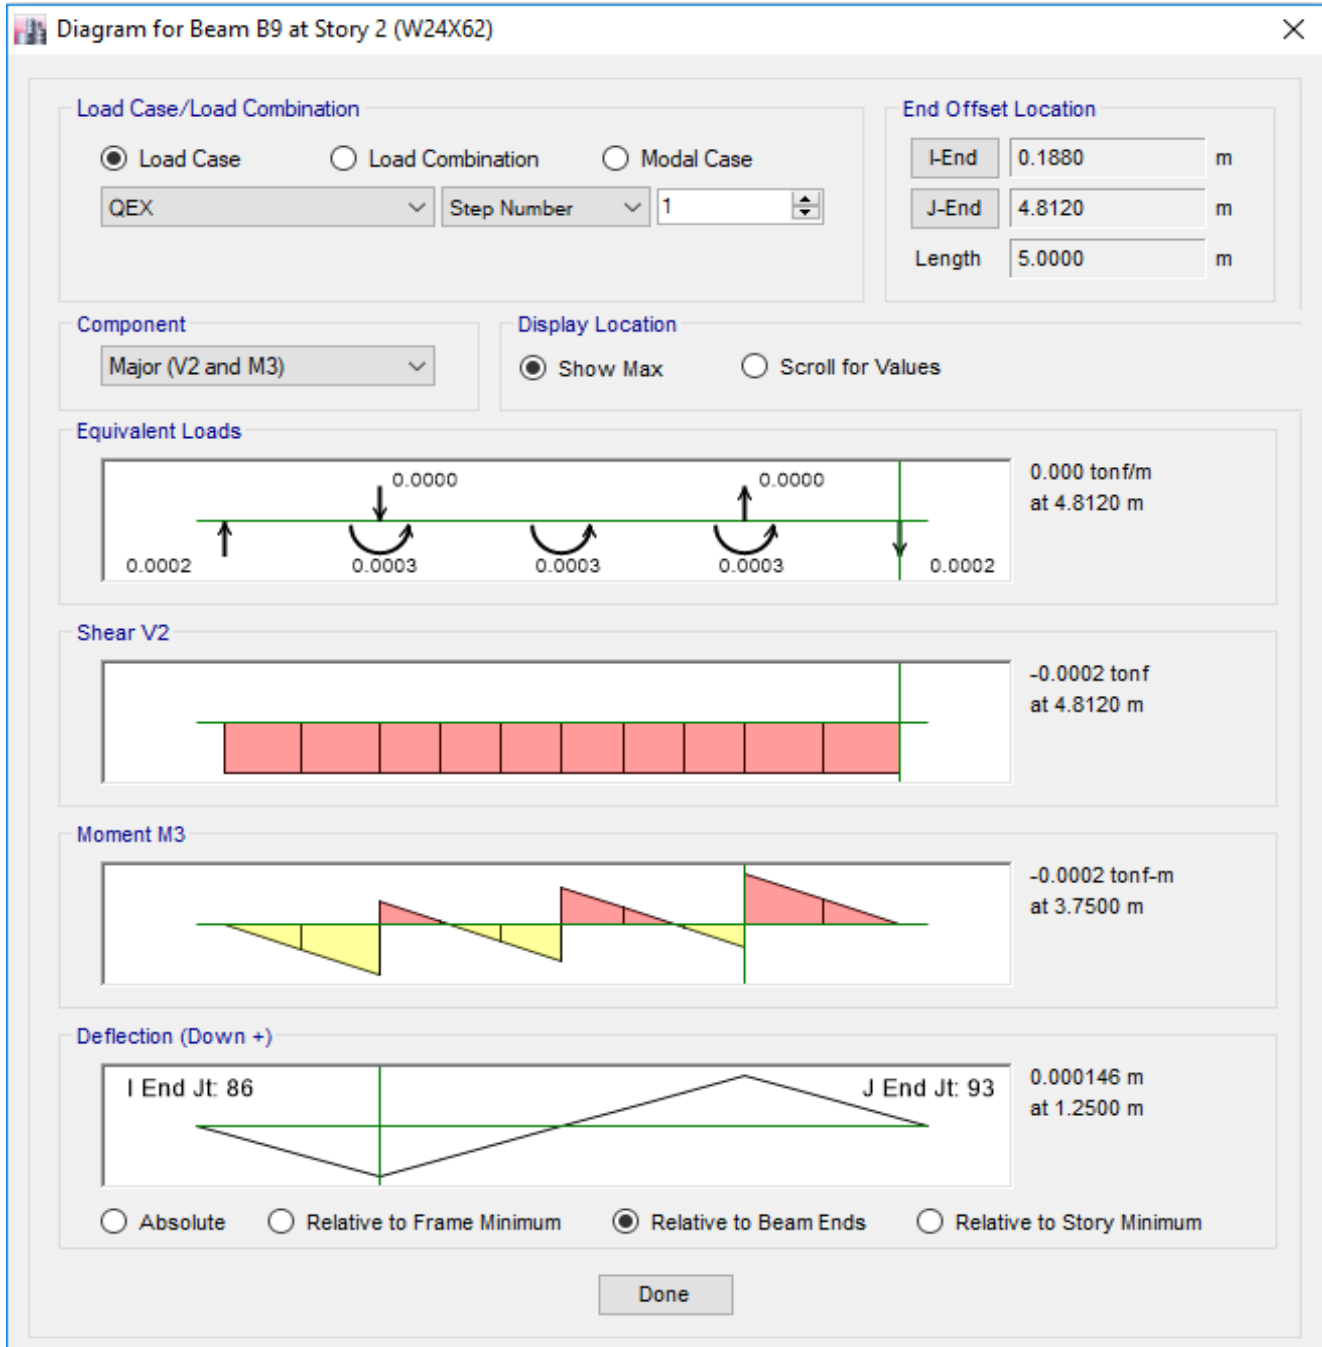 Diagram for Beam B9 at Story 2 (W24X62)
Load Case/Load Combination
Load Case Load Combination Modal Case
QEX Step Number 1
End Offset Location
I-End 0.1880 m
J-End 4.8120 m
Length 5.0000 m
Component
Major (V2 and M3)
Display Location
Show Max Scroll for Values
Equivalent Loads
0.0000 0.0000
0.0002 0.0003 0.0003 0.0003 0.0002
0.000 tonf/m
at 4.8120 m
Shear V2
-0.0002 tonf
at 4.8120 m
Moment M3
-0.0002 tonf-m
at 3.7500 m
Deflection (Down +)
I End Jt: 86 J End Jt: 93
0.000146 m
at 1.2500 m
Absolute Relative to Frame Minimum Relative to Beam Ends Relative to Story Minimum
Done